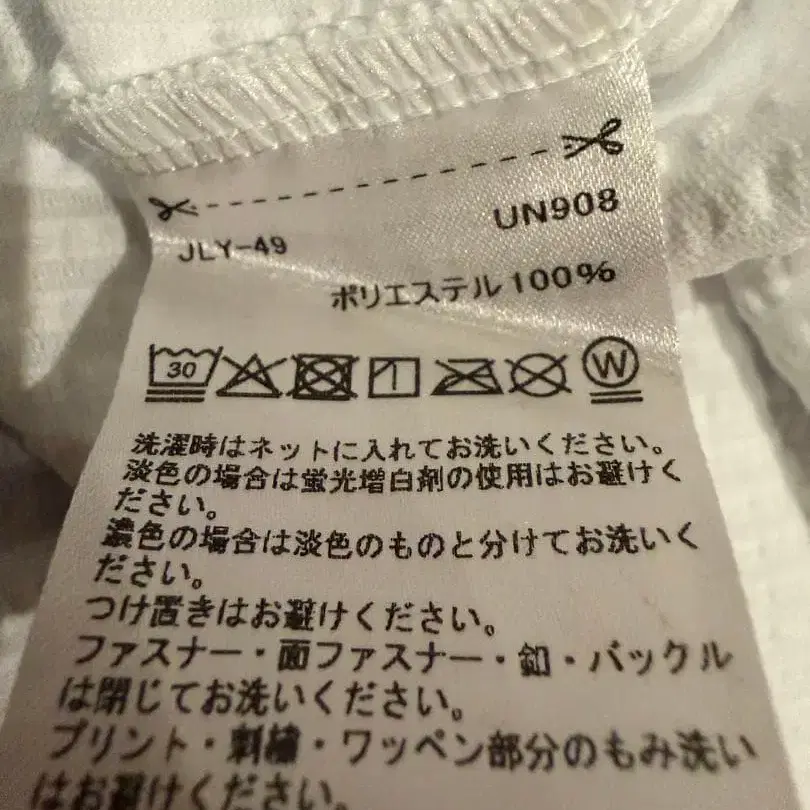 UN908
JLY-49
ポリエステル100%
30
W
洗濯時はネットに入れてお洗いください。
淡色の場合は蛍光増白剤の使用はお避けく
ださい。
濃色の場合は淡色のものと分けてお洗いく
ださい。
つけ置きはお避けください。
ファスナー・面ファスナー・釦・バックル
は閉じてお洗いください。
プリント・刺繍・ワッペン部分のもみ洗い
はお避けください。